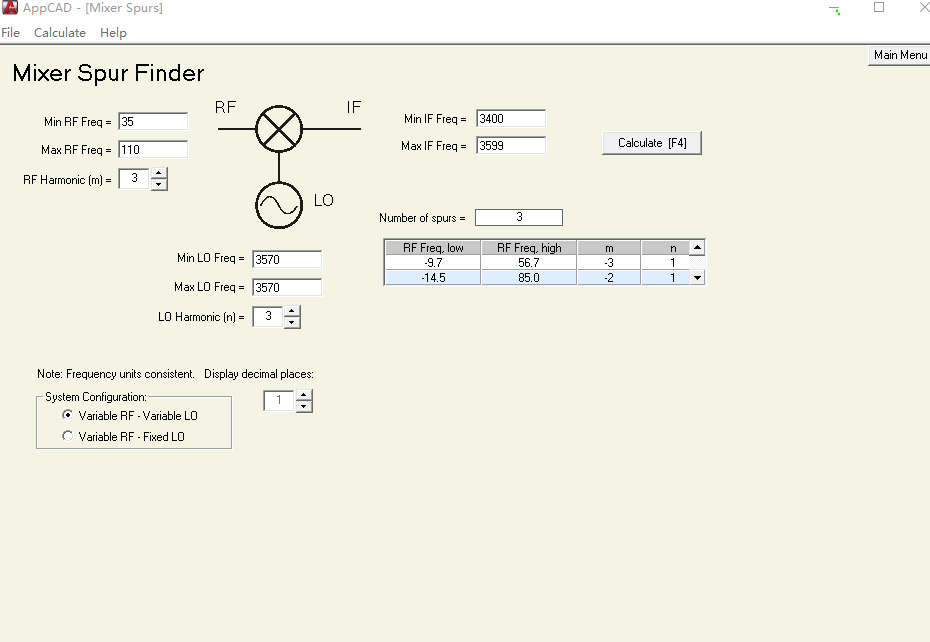 AppCAD - [Mixer Spurs]
File Calculate Help
Main Menu
Mixer Spur Finder
RF IF
Min RF Freq = 35
Max RF Freq = 110
RF Harmonic (m) = 3
LO
Min IF Freq = 3400
Max IF Freq = 3599
Calculate [F4]
Number of spurs = 3
RF Freq, low RF Freq, high m n
-9.7 56.7 -3 1
-14.5 85.0 -2 1
Min LO Freq = 3570
Max LO Freq = 3570
LO Harmonic (n) = 3
Note: Frequency units consistent. Display decimal places:
1
System Configuration:
Variable RF - Variable LO
Variable RF - Fixed LO